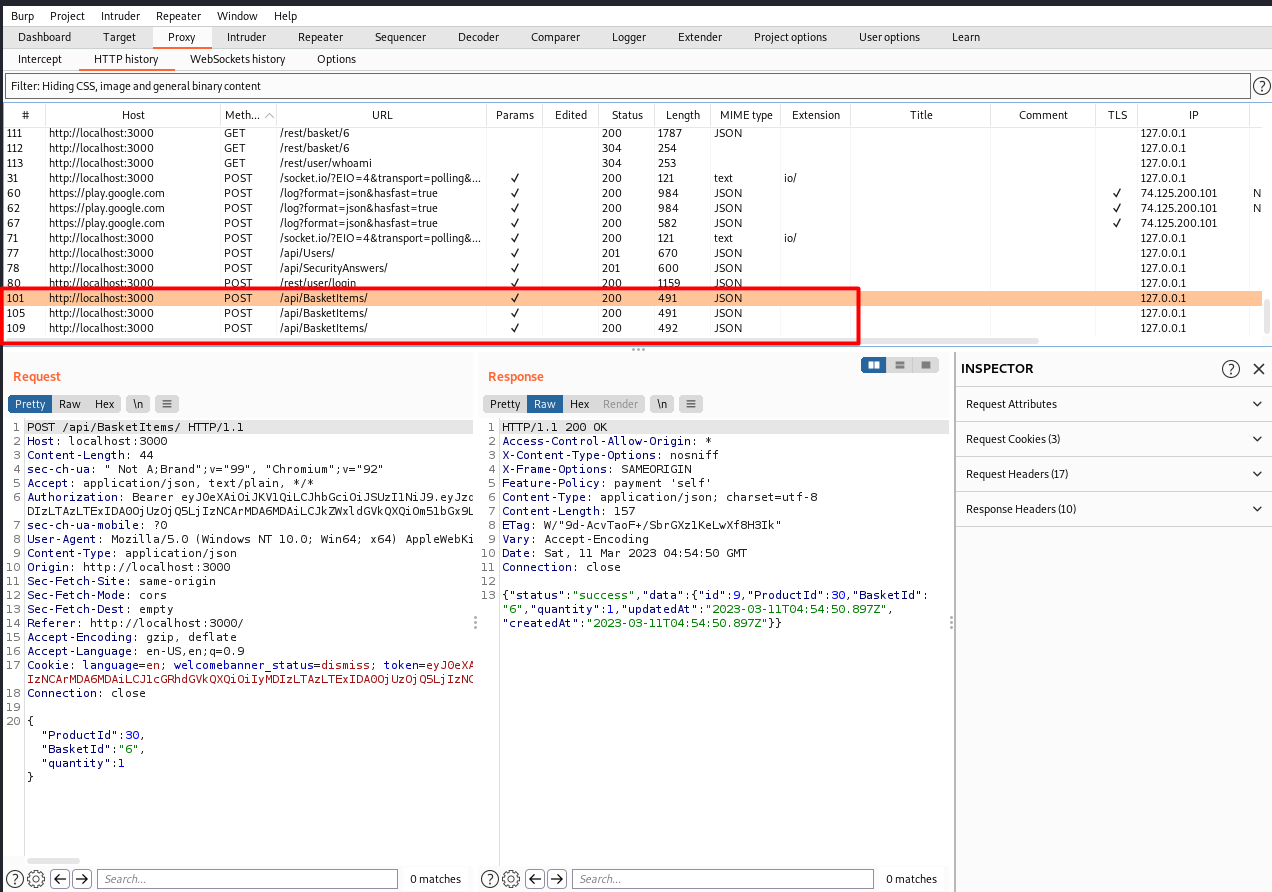 Burp Project Intruder Repeater Window Help
Dashboard Target Proxy Intruder Repeater Sequencer Decoder Comparer Logger Extender Project options User options Learn
Intercept HTTP history WebSockets history Options
Filter: Hiding CSS, image and general binary content
# Host Meth... URL Params Edited Status Length MIME type Extension Title Comment TLS IP
111 http://localhost:3000 GET /rest/basket/6 200 1787 JSON 127.0.0.1
112 http://localhost:3000 GET /rest/basket/6 304 254 127.0.0.1
113 http://localhost:3000 GET /rest/user/whoami 304 253 127.0.0.1
31 http://localhost:3000 POST /socket.io/?EIO=4&transport=polling&... ✓ 200 121 text io/ 127.0.0.1
60 https://play.google.com POST /log?format=json&hasfast=true ✓ 200 984 JSON ✓ 74.125.200.101 N
62 https://play.google.com POST /log?format=json&hasfast=true ✓ 200 984 JSON ✓ 74.125.200.101 N
67 https://play.google.com POST /log?format=json&hasfast=true ✓ 200 582 JSON ✓ 74.125.200.101
71 http://localhost:3000 POST /socket.io/?EIO=4&transport=polling&... ✓ 200 121 text io/ 127.0.0.1
77 http://localhost:3000 POST /api/Users/ ✓ 201 670 JSON 127.0.0.1
78 http://localhost:3000 POST /api/SecurityAnswers/ ✓ 201 600 JSON 127.0.0.1
80 http://localhost:3000 POST /rest/user/login ✓ 200 1159 JSON 127.0.0.1
101 http://localhost:3000 POST /api/BasketItems/ ✓ 200 491 JSON 127.0.0.1
105 http://localhost:3000 POST /api/BasketItems/ ✓ 200 491 JSON 127.0.0.1
109 http://localhost:3000 POST /api/BasketItems/ ✓ 200 492 JSON 127.0.0.1
Request
Pretty Raw Hex \n
1 POST /api/BasketItems/ HTTP/1.1
2 Host: localhost:3000
3 Content-Length: 44
4 sec-ch-ua: " Not A;Brand";v="99", "Chromium";v="92"
5 Accept: application/json, text/plain, */*
6 Authorization: Bearer eyJ0eXAiOiJKV1QiLCJhbGciOiJSUzI1NiJ9.eyJzd
DIzLTAzLTExIDA0OjUzOjQ5LjIzNCArMDA6MDAiLCJkZWxldGVkQXQiOm51bGx9L
7 sec-ch-ua-mobile: ?0
8 User-Agent: Mozilla/5.0 (Windows NT 10.0; Win64; x64) AppleWebKi
9 Content-Type: application/json
10 Origin: http://localhost:3000
11 Sec-Fetch-Site: same-origin
12 Sec-Fetch-Mode: cors
13 Sec-Fetch-Dest: empty
14 Referer: http://localhost:3000/
15 Accept-Encoding: gzip, deflate
16 Accept-Language: en-US,en;q=0.9
17 Cookie: language=en; welcomebanner_status=dismiss; token=eyJ0eXA
IzNCArMDA6MDAiLCJ1cGRhdGVkQXQiOiIyMDIzLTAzLTExIDA0OjUzOjQ5LjIzNC
18 Connection: close
19
20 {
"ProductId":30,
"BasketId":"6",
"quantity":1
}
Response
Pretty Raw Hex Render \n
1 HTTP/1.1 200 OK
2 Access-Control-Allow-Origin: *
3 X-Content-Type-Options: nosniff
4 X-Frame-Options: SAMEORIGIN
5 Feature-Policy: payment 'self'
6 Content-Type: application/json; charset=utf-8
7 Content-Length: 157
8 ETag: W/"9d-AcvTaoF+/SbrGXz1KeLwXf8H3Ik"
9 Vary: Accept-Encoding
10 Date: Sat, 11 Mar 2023 04:54:50 GMT
11 Connection: close
12
13 {"status":"success","data":{"id":9,"ProductId":30,"BasketId":
"6","quantity":1,"updatedAt":"2023-03-11T04:54:50.897Z",
"createdAt":"2023-03-11T04:54:50.897Z"}}
INSPECTOR
Request Attributes
Request Cookies (3)
Request Headers (17)
Response Headers (10)
Search... 0 matches
Search... 0 matches